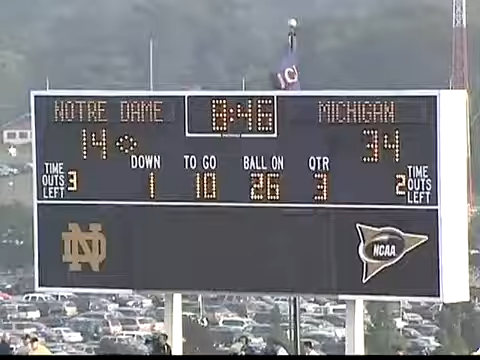 NOTRE DAME 8:46 MICHIGAN
14 34
DOWN TO GO BALL ON QTR
TIME OUTS LEFT 3 1 10 26 3 2 TIME OUTS LEFT
ND NCAA